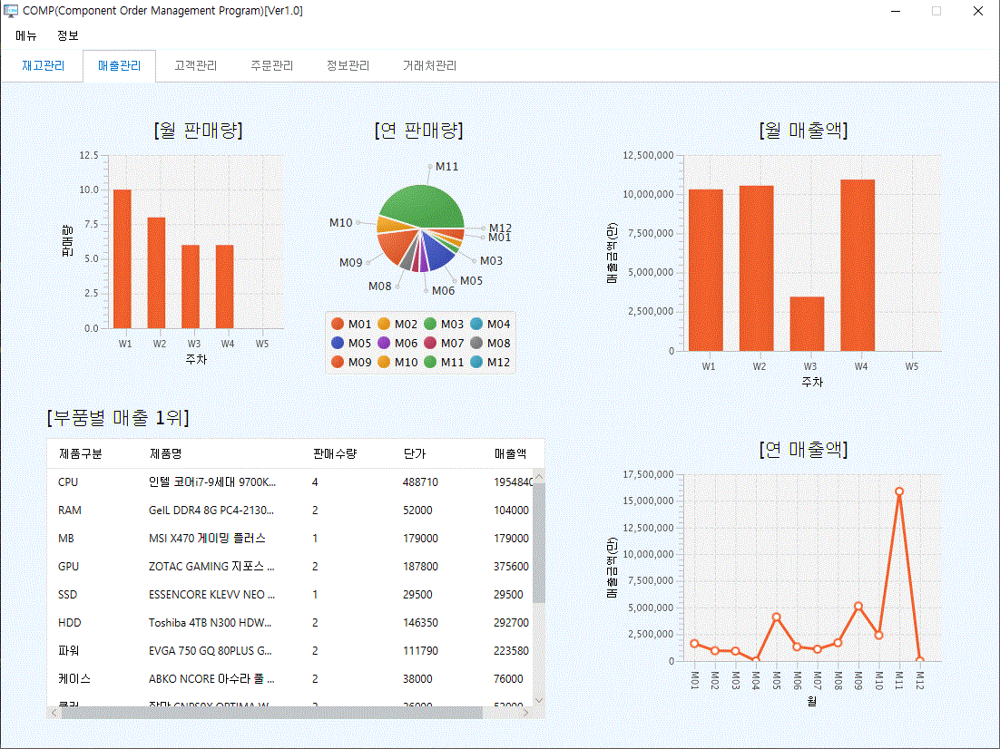 COMP(Component Order Management Program)[Ver1.0]
메뉴 정보
재고관리 매출관리 고객관리 주문관리 정보관리 거래처관리
[월 판매량]
12.5
10.0
7.5
5.0
2.5
0.0
판매량
W1 W2 W3 W4 W5
주차
[연 판매량]
M11
M10
M12
M01
M09
M03
M08
M05
M06
M01 M02 M03 M04
M05 M06 M07 M08
M09 M10 M11 M12
[월 매출액]
12,500,000
10,000,000
7,500,000
5,000,000
2,500,000
0
매출금액(만)
W1 W2 W3 W4 W5
주차
[부품별 매출 1위]
제품구분 제품명 판매수량 단가 매출액
CPU 인텔 코어i7-9세대 9700K... 4 488710 1954840
RAM GeIL DDR4 8G PC4-2130... 2 52000 104000
MB MSI X470 게이밍 플러스 1 179000 179000
GPU ZOTAC GAMING 지포스 ... 2 187800 375600
SSD ESSENCORE KLEVV NEO ... 1 29500 29500
HDD Toshiba 4TB N300 HDW... 2 146350 292700
파워 EVGA 750 GQ 80PLUS G... 2 111790 223580
케이스 ABKO NCORE 아수라 풀 ... 2 38000 76000
[연 매출액]
17,500,000
15,000,000
12,500,000
10,000,000
7,500,000
5,000,000
2,500,000
0
매출금액(만)
M01 M02 M03 M04 M05 M06 M07 M08 M09 M10 M11 M12
월